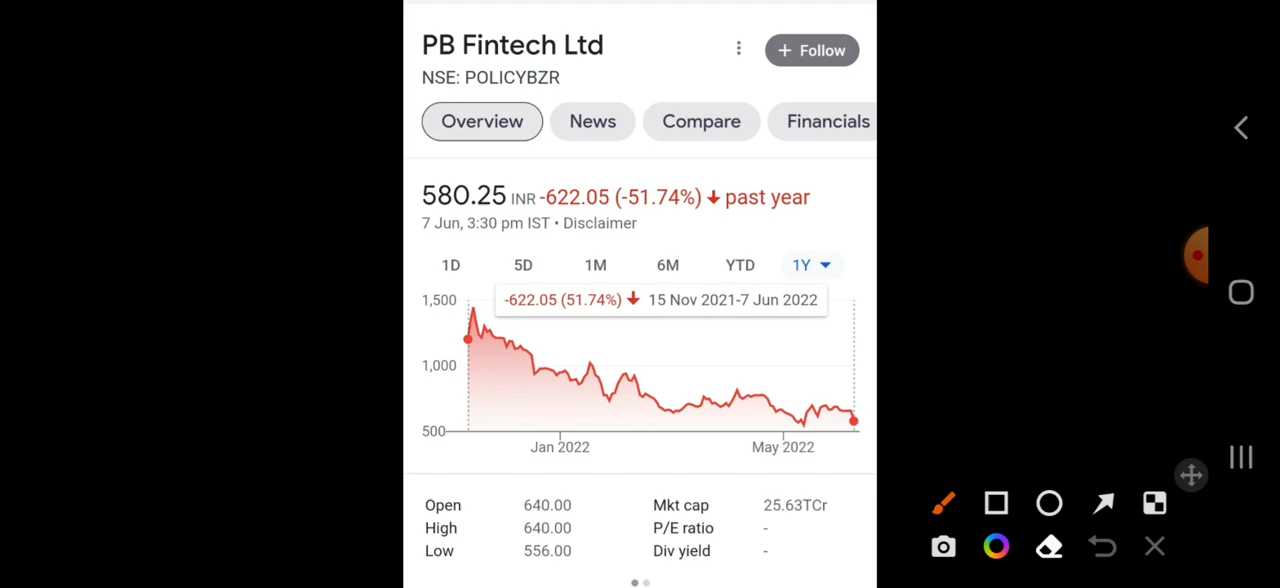 PB Fintech Ltd
+ Follow
NSE: POLICYBZR
Overview News Compare Financials
580.25 INR -622.05 (-51.74%) ↓ past year
7 Jun, 3:30 pm IST • Disclaimer
1D 5D 1M 6M YTD 1Y
-622.05 (51.74%) ↓ 15 Nov 2021-7 Jun 2022
1,500
1,000
500
Jan 2022 May 2022
Open 640.00 Mkt cap 25.63TCr
High 640.00 P/E ratio -
Low 556.00 Div yield -